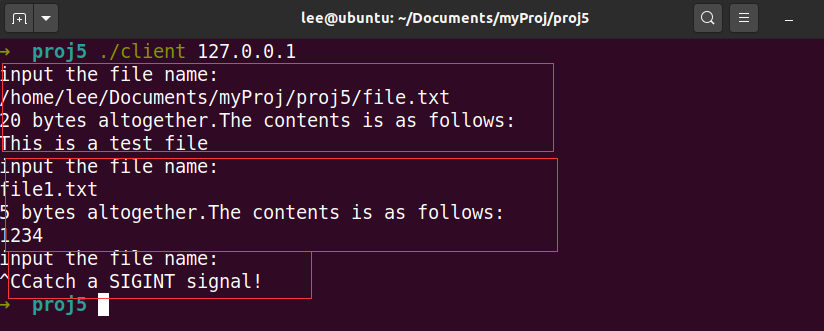 lee@ubuntu: ~/Documents/myProj/proj5
→ proj5 ./client 127.0.0.1
input the file name:
/home/lee/Documents/myProj/proj5/file.txt
20 bytes altogether.The contents is as follows:
This is a test file
input the file name:
file1.txt
5 bytes altogether.The contents is as follows:
1234
input the file name:
^CCatch a SIGINT signal!
→ proj5